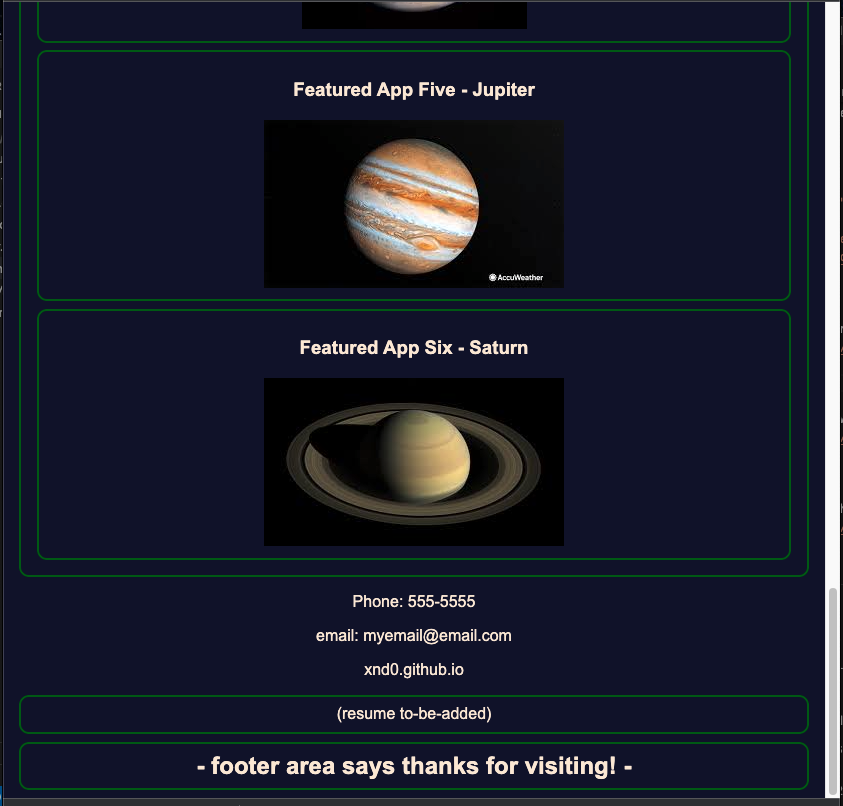 Featured App Five - Jupiter
AccuWeather
Featured App Six - Saturn
Phone: 555-5555
email: myemail@email.com
xnd0.github.io
(resume to-be-added)
- footer area says thanks for visiting! -